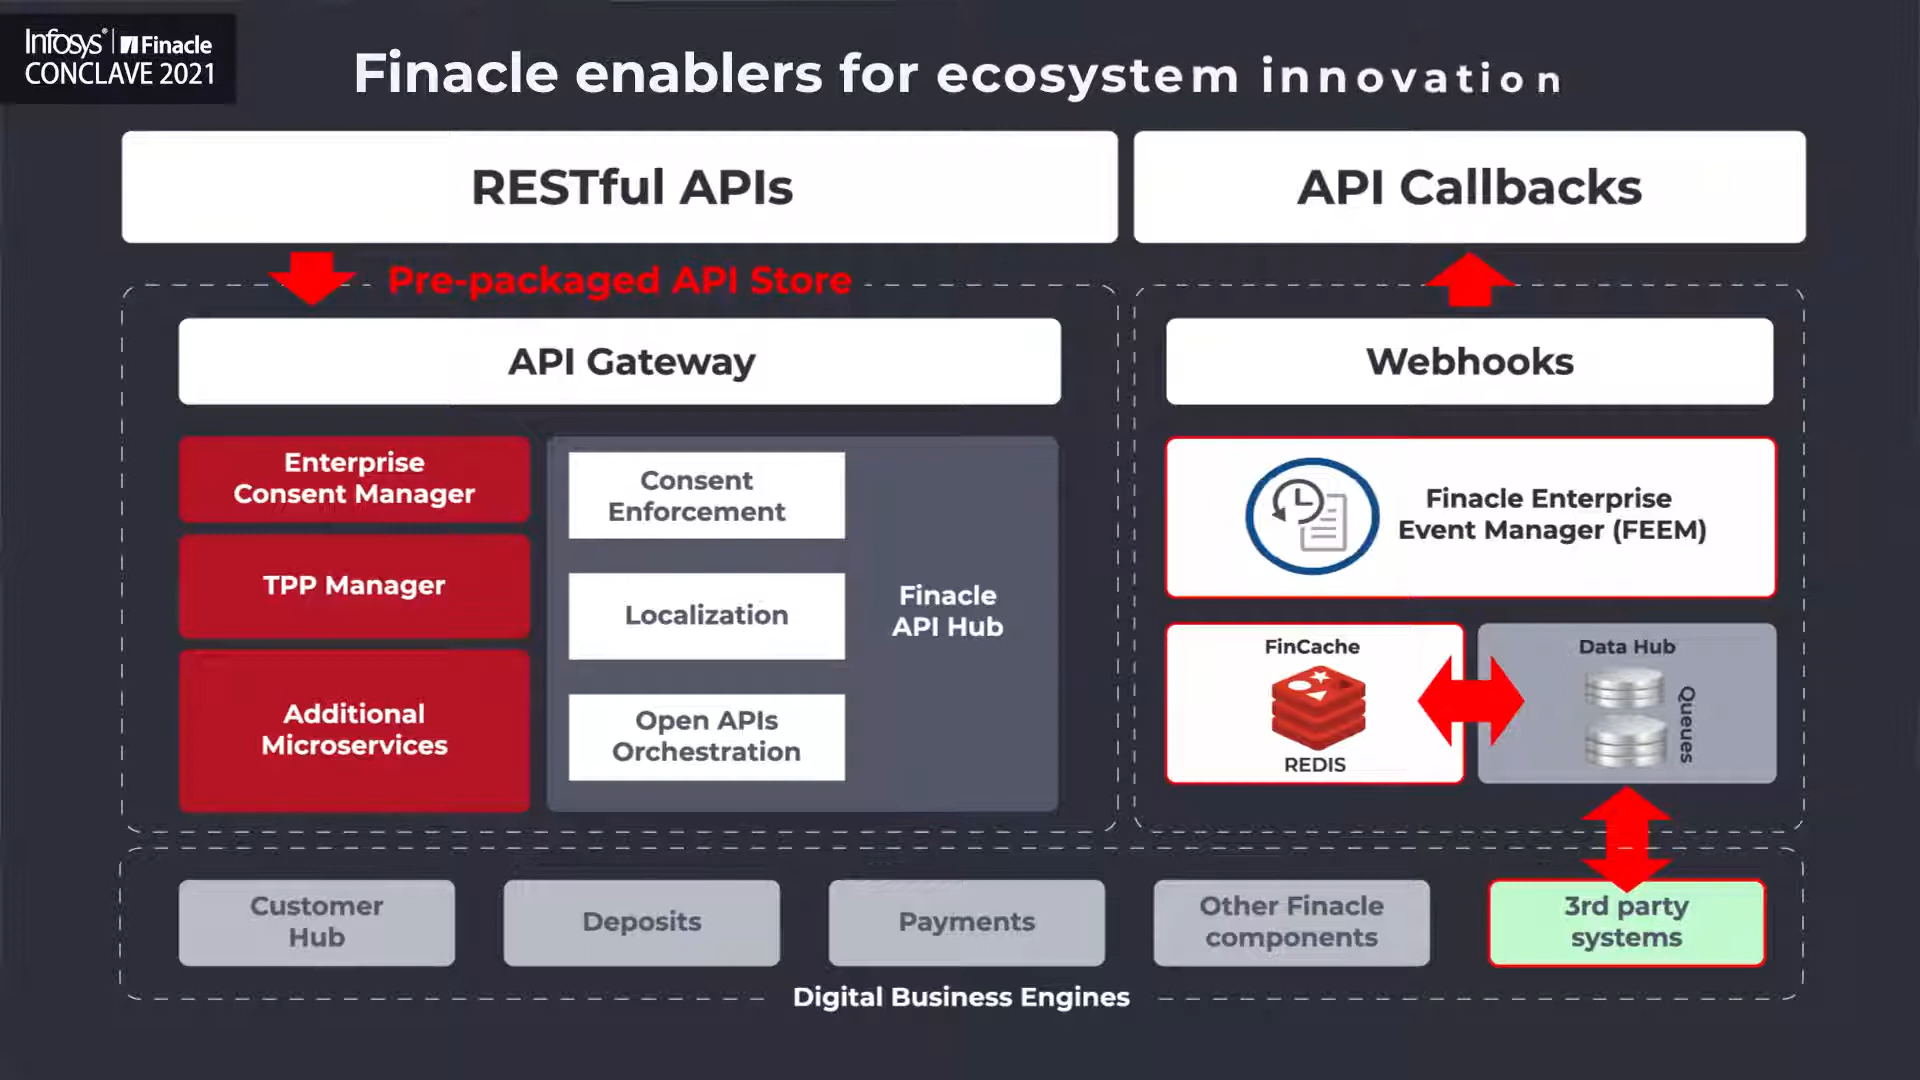 Infosys® | Finacle
CONCLAVE 2021
Finacle enablers for ecosystem innovation
RESTful APIs
API Callbacks
Pre-packaged API Store
API Gateway
Webhooks
Enterprise
Consent Manager
TPP Manager
Additional
Microservices
Consent
Enforcement
Localization
Open APIs
Orchestration
Finacle
API Hub
Finacle Enterprise
Event Manager (FEEM)
FinCache
REDIS
Data Hub
Queues
Customer
Hub
Deposits
Payments
Other Finacle
components
3rd party
systems
Digital Business Engines